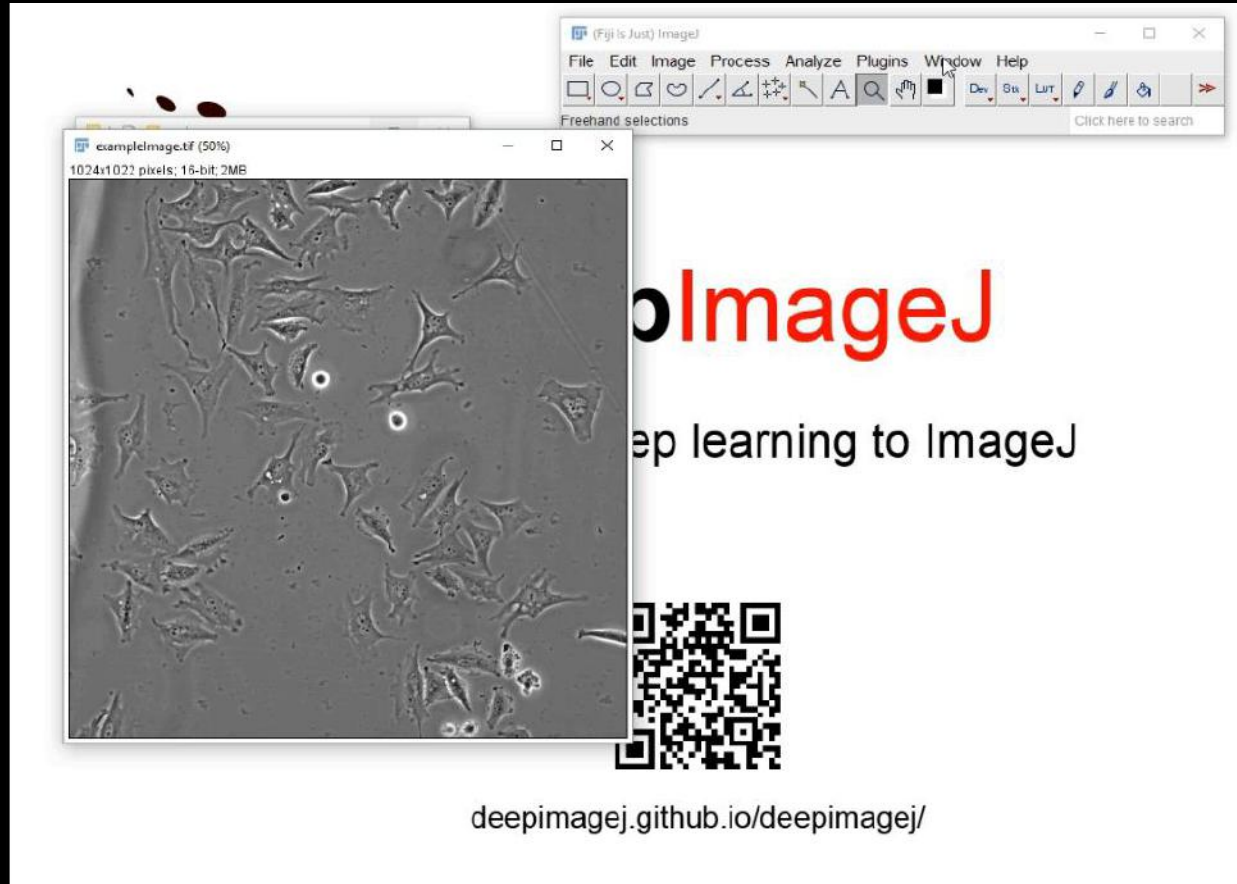 (Fiji Is Just) ImageJ
File Edit Image Process Analyze Plugins Window Help
Dev Stk LUT
Freehand selections
Click here to search
exampleImage.tif (50%)
1024x1022 pixels; 16-bit; 2MB
pImageJ
ep learning to ImageJ
deepimagej.github.io/deepimagej/